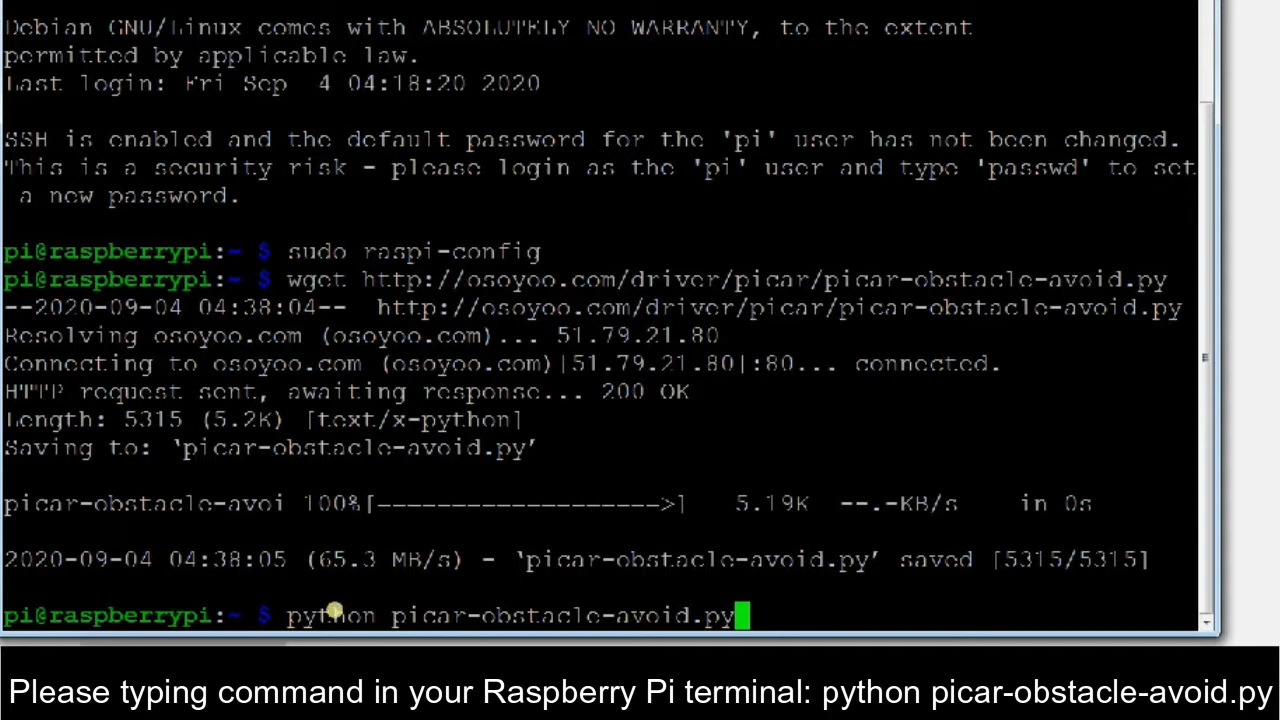 Debian GNU/Linux comes with ABSOLUTELY NO WARRANTY, to the extent
permitted by applicable law.
Last login: Fri Sep  4 04:18:20 2020
SSH is enabled and the default password for the 'pi' user has not been changed.
This is a security risk - please login as the 'pi' user and type 'passwd' to set
 a new password.
pi@raspberrypi:~ $ sudo raspi-config
pi@raspberrypi:~ $ wget http://osoyoo.com/driver/picar/picar-obstacle-avoid.py
--2020-09-04 04:38:04--  http://osoyoo.com/driver/picar/picar-obstacle-avoid.py
Resolving osoyoo.com (osoyoo.com)... 51.79.21.80
Connecting to osoyoo.com (osoyoo.com)|51.79.21.80|:80... connected.
HTTP request sent, awaiting response... 200 OK
Length: 5315 (5.2K) [text/x-python]
Saving to: ‘picar-obstacle-avoid.py’
picar-obstacle-avoi 100%[------------------->]   5.19K  --.-KB/s    in 0s
2020-09-04 04:38:05 (65.3 MB/s) - ‘picar-obstacle-avoid.py’ saved [5315/5315]
pi@raspberrypi:~ $ python picar-obstacle-avoid.py
Please typing command in your Raspberry Pi terminal: python picar-obstacle-avoid.py